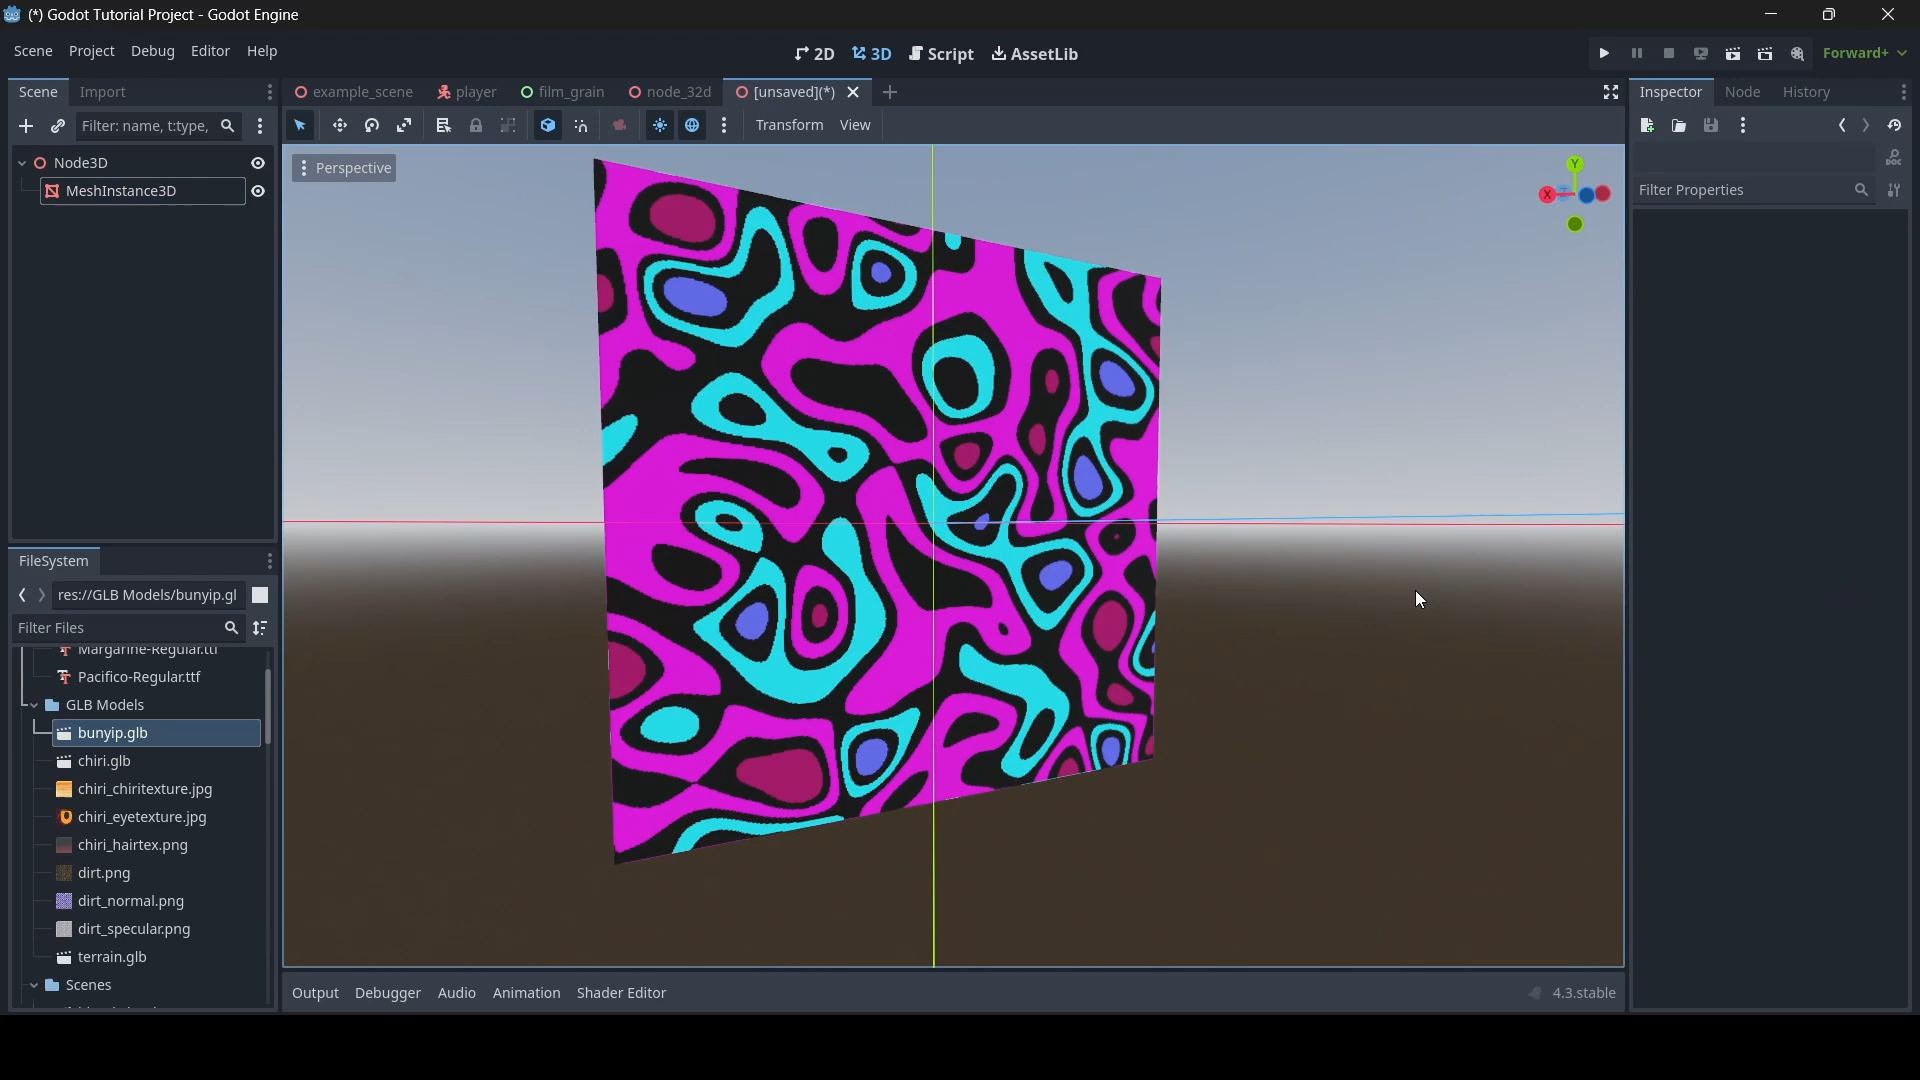 (*) Godot Tutorial Project - Godot Engine
Scene Project Debug Editor Help
2D 3D Script AssetLib
Forward+
Scene Import
example_scene player film_grain node_32d [unsaved](*)
Inspector Node History
Filter: name, t:type,
Transform View
Node3D
Perspective
Y
X
Z
DOC
Filter Properties
MeshInstance3D
FileSystem
res://GLB Models/bunyip.gl
Filter Files
Margarine-Regular.ttf
Pacifico-Regular.ttf
GLB Models
bunyip.glb
chiri.glb
chiri_chiritexture.jpg
chiri_eyetexture.jpg
chiri_hairtex.png
dirt.png
dirt_normal.png
dirt_specular.png
terrain.glb
Scenes
Output Debugger Audio Animation Shader Editor
4.3.stable